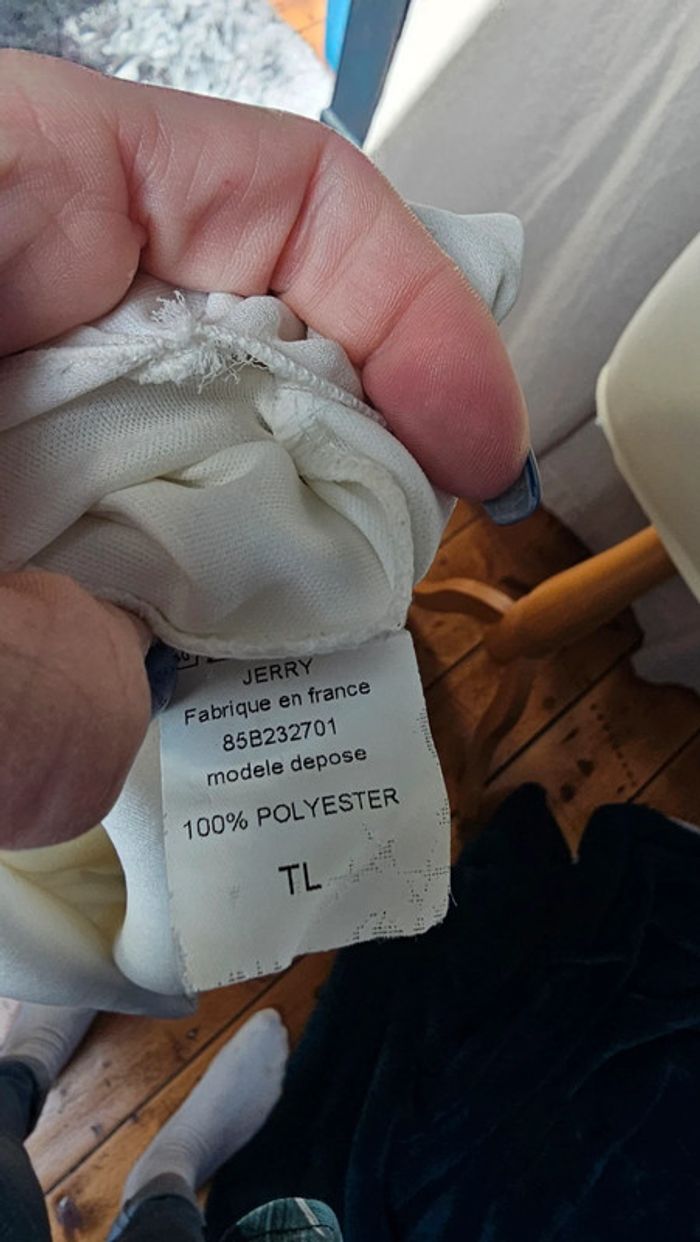 JERRY
Fabrique en france
85B232701
modele depose
100% POLYESTER
TL